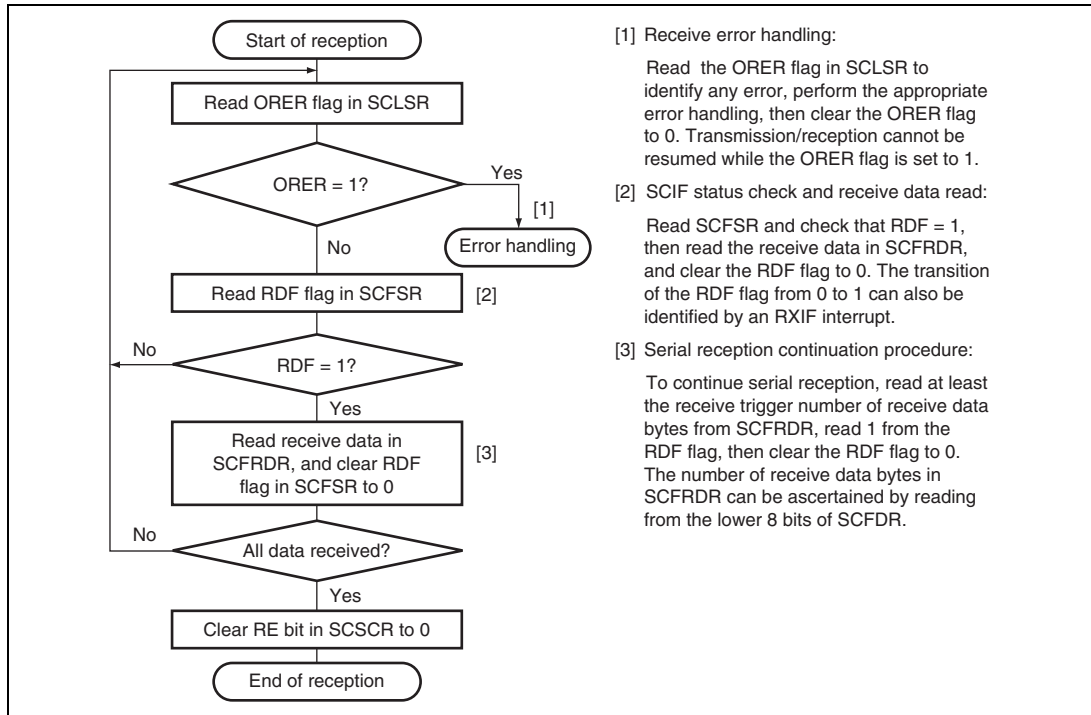 Start of reception
Read ORER flag in SCLSR
ORER = 1?
Yes
[1]
Error handling
No
Read RDF flag in SCFSR
[2]
No
RDF = 1?
Yes
Read receive data in
SCFRDR, and clear RDF
flag in SCFSR to 0
[3]
No
All data received?
Yes
Clear RE bit in SCSCR to 0
End of reception
[1] Receive error handling:
Read the ORER flag in SCLSR to
identify any error, perform the appropriate
error handling, then clear the ORER flag
to 0. Transmission/reception cannot be
resumed while the ORER flag is set to 1.
[2] SCIF status check and receive data read:
Read SCFSR and check that RDF = 1,
then read the receive data in SCFRDR,
and clear the RDF flag to 0. The transition
of the RDF flag from 0 to 1 can also be
identified by an RXIF interrupt.
[3] Serial reception continuation procedure:
To continue serial reception, read at least
the receive trigger number of receive data
bytes from SCFRDR, read 1 from the
RDF flag, then clear the RDF flag to 0.
The number of receive data bytes in
SCFRDR can be ascertained by reading
from the lower 8 bits of SCFDR.